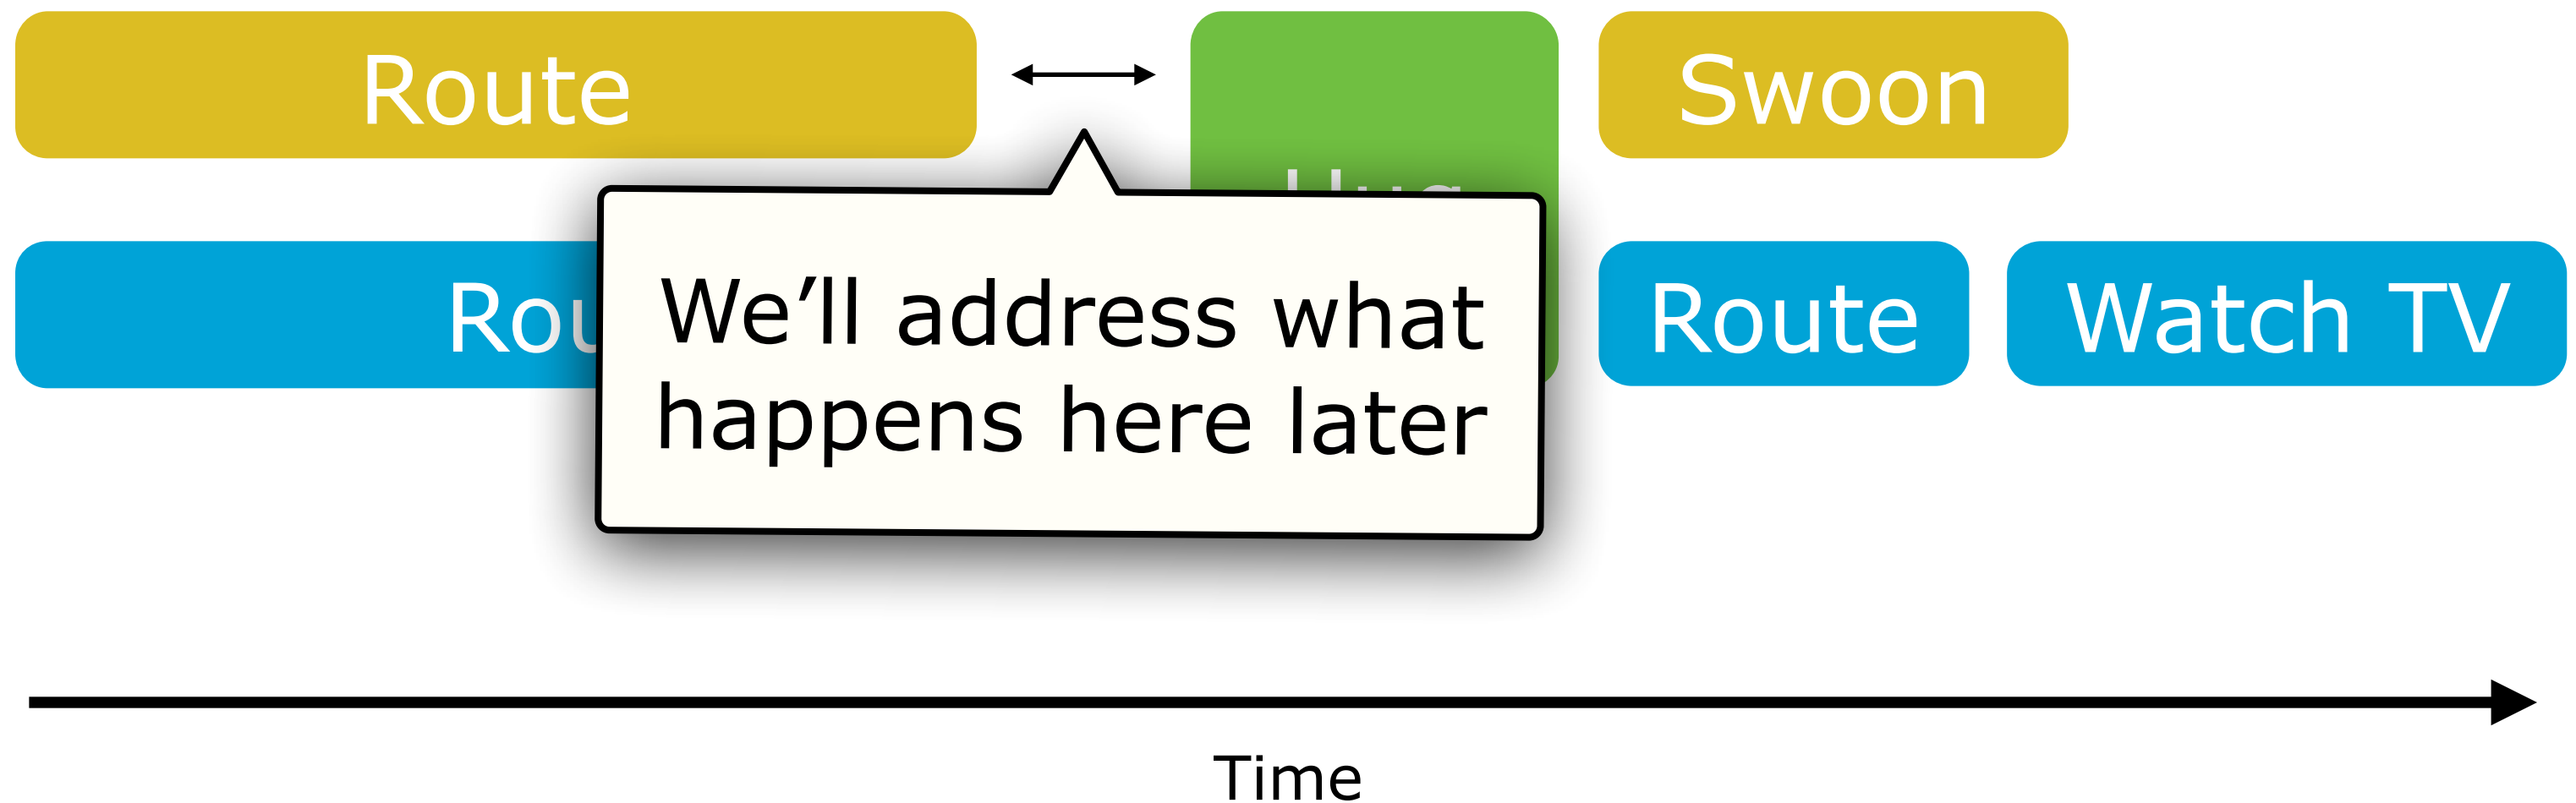 Route
Swoon
Route
Watch TV
We’ll address what
happens here later
Time